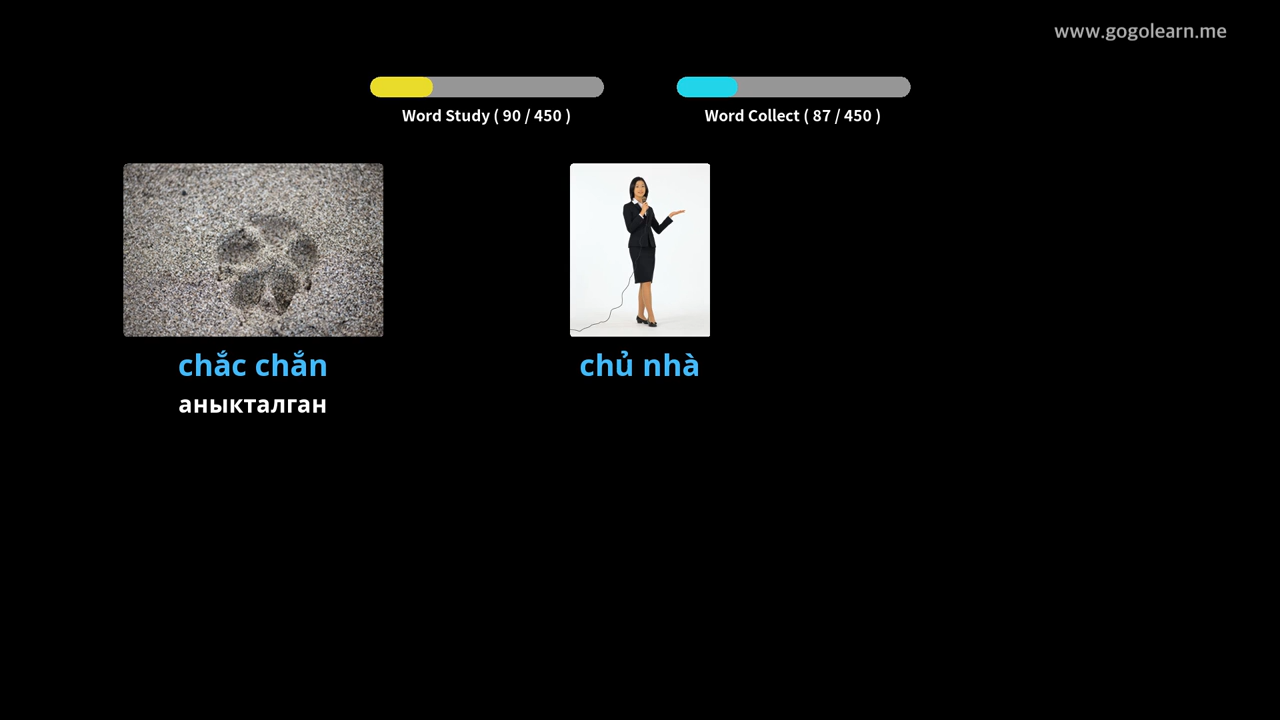 www.gogolearn.me
Word Study ( 90 / 450 )
Word Collect ( 87 / 450 )
chắc chắn
аныкталган
chủ nhà